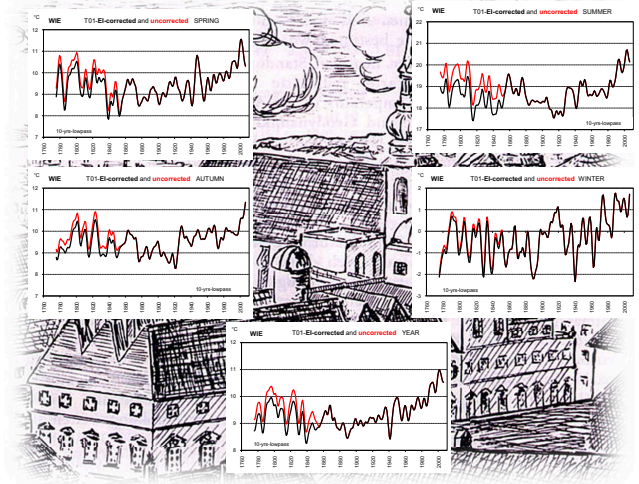 °C WIE T01-EI-corrected and uncorrected SPRING
12
11
10
9
8
7
10-yrs-lowpass
1760 1780 1800 1820 1840 1860 1880 1900 1920 1940 1960 1980 2000
°C WIE T01-EI-corrected and uncorrected SUMMER
22
21
20
19
18
17
10-yrs-lowpass
1760 1780 1800 1820 1840 1860 1880 1900 1920 1940 1960 1980 2000
°C WIE T01-EI-corrected and uncorrected AUTUMN
12
11
10
9
8
7
10-yrs-lowpass
1760 1780 1800 1820 1840 1860 1880 1900 1920 1940 1960 1980 2000
°C WIE T01-EI-corrected and uncorrected WINTER
2
1
0
-1
-2
-3
10-yrs-lowpass
1760 1780 1800 1820 1840 1860 1880 1900 1920 1940 1960 1980 2000
°C WIE T01-EI-corrected and uncorrected YEAR
12
11
10
9
8
10-yrs-lowpass
1760 1780 1800 1820 1840 1860 1880 1900 1920 1940 1960 1980 2000